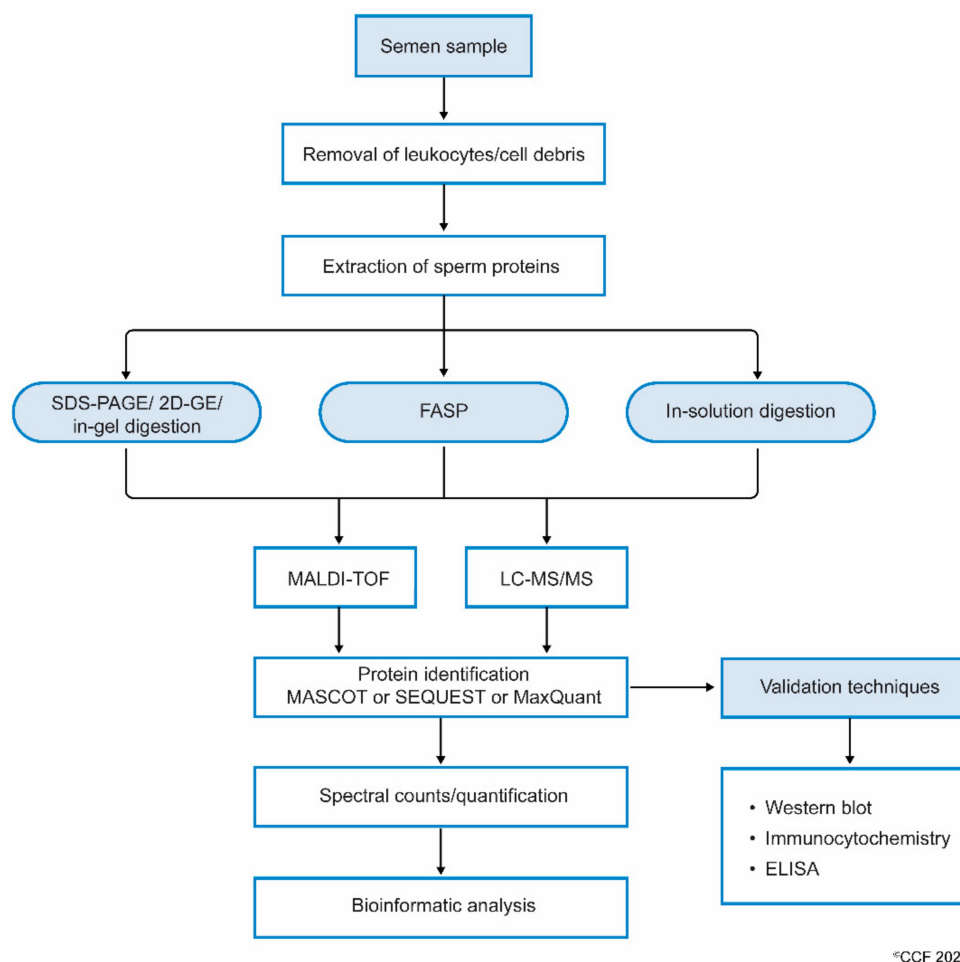 Semen sample
Removal of leukocytes/cell debris
Extraction of sperm proteins
SDS-PAGE/ 2D-GE/
in-gel digestion
FASP
In-solution digestion
MALDI-TOF
LC-MS/MS
Protein identification
MASCOT or SEQUEST or MaxQuant
Validation techniques
Spectral counts/quantification
• Western blot
• Immunocytochemistry
• ELISA
Bioinformatic analysis
©CCF 202